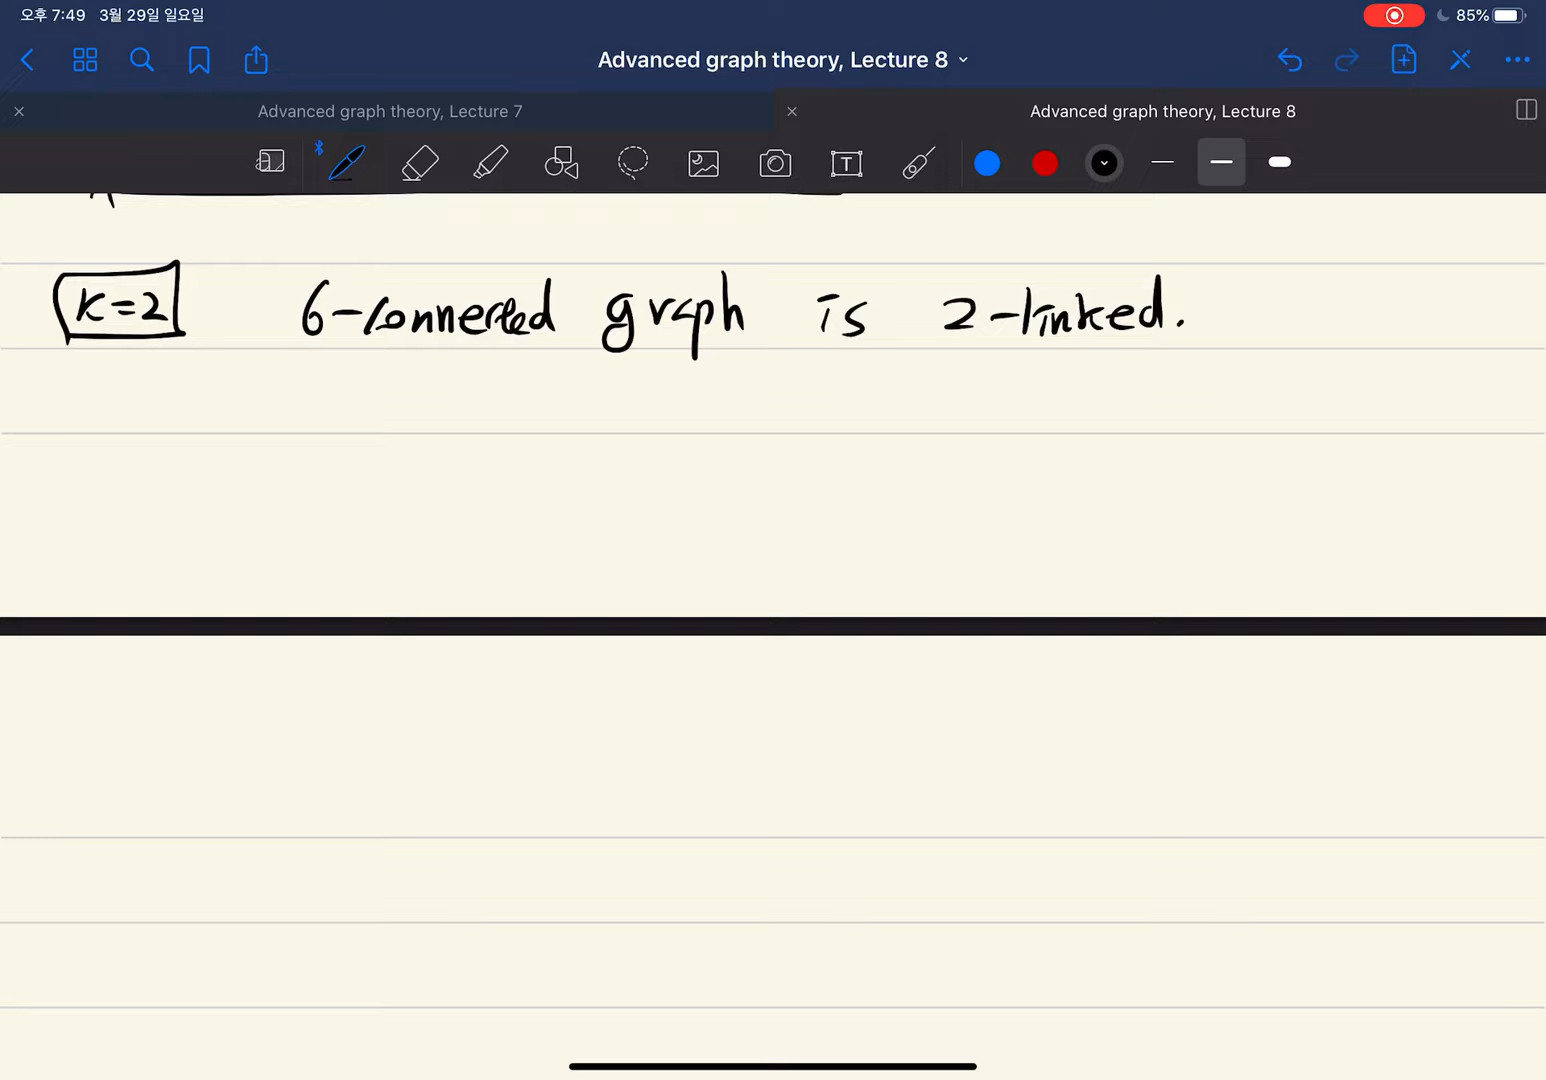 오후 7:49 3월 29일 일요일
85%
Advanced graph theory, Lecture 8
Advanced graph theory, Lecture 7
Advanced graph theory, Lecture 8
T
k=2 6-connected graph is 2-linked.